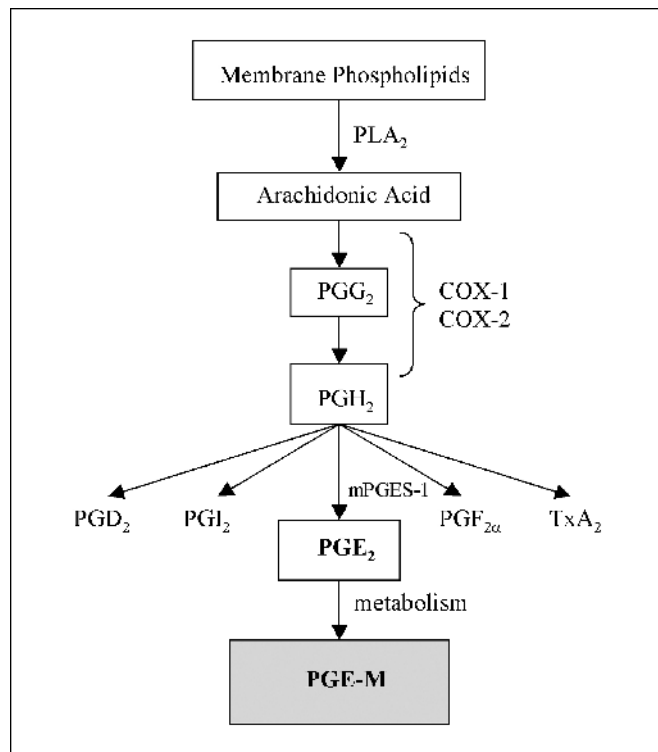 Membrane Phospholipids
PLA₂
Arachidonic Acid
PGG₂
COX-1
COX-2
PGH₂
mPGES-1
PGD₂ PGI₂ PGF₂α TxA₂
PGE₂
metabolism
PGE-M